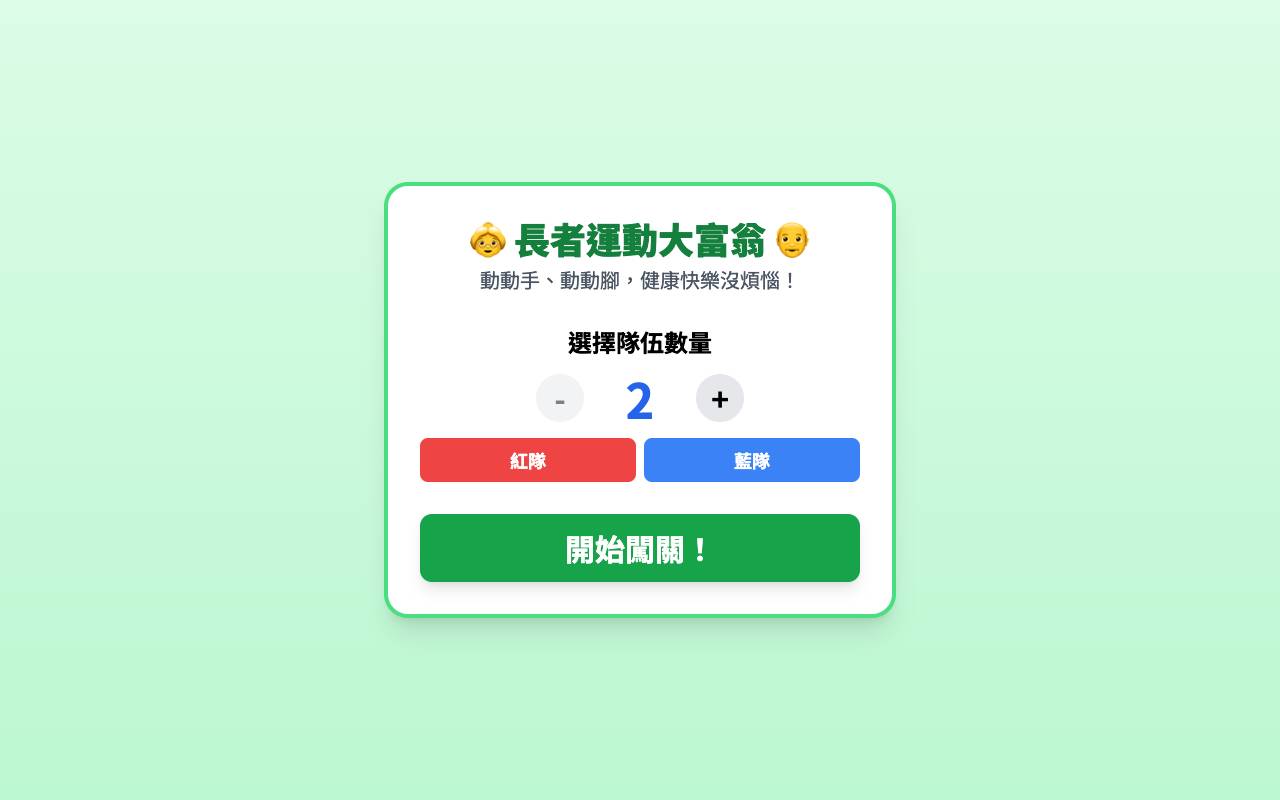 👵 長者運動大富翁 👴
動動手、動動腳，健康快樂沒煩惱！
選擇隊伍數量
- 2 +
紅隊 藍隊
開始闖關！